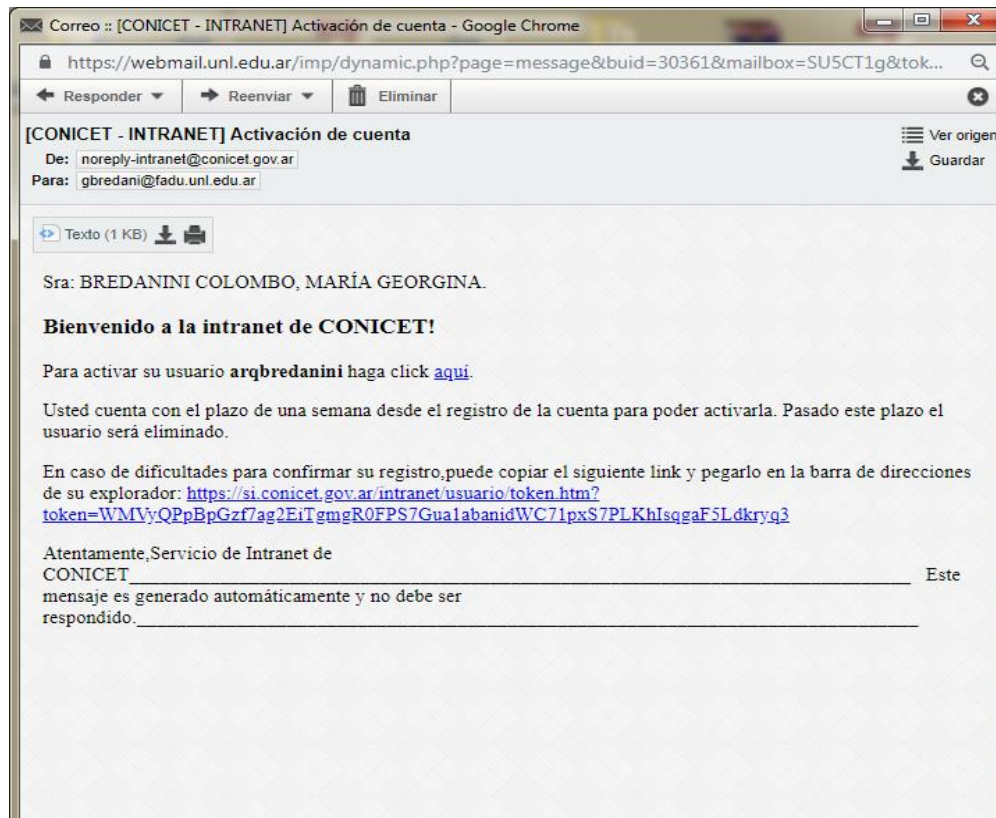 Correo :: [CONICET - INTRANET] Activación de cuenta - Google Chrome
https://webmail.unl.edu.ar/imp/dynamic.php?page=message&buid=30361&mailbox=SU5CT1g&tok...
Responder Reenviar Eliminar
[CONICET - INTRANET] Activación de cuenta
Ver origen
De: noreply-intranet@conicet.gov.ar
Guardar
Para: gbredani@fadu.unl.edu.ar
Texto (1 KB)
Sra: BREDANINI COLOMBO, MARÍA GEORGINA.
Bienvenido a la intranet de CONICET!
Para activar su usuario arqbredanini haga click aquí.
Usted cuenta con el plazo de una semana desde el registro de la cuenta para poder activarla. Pasado este plazo el
usuario será eliminado.
En caso de dificultades para confirmar su registro,puede copiar el siguiente link y pegarlo en la barra de direcciones
de su explorador: https://si.conicet.gov.ar/intranet/usuario/token.htm?
token=WMVyQPpBpGzf7ag2EiTgmgR0FPS7Gua1abanidWC71pxS7PLKhIsqgaF5Ldkryq3
Atentamente,Servicio de Intranet de
CONICET______________________________________________ Este
mensaje es generado automáticamente y no debe ser
respondido.______________________________________________